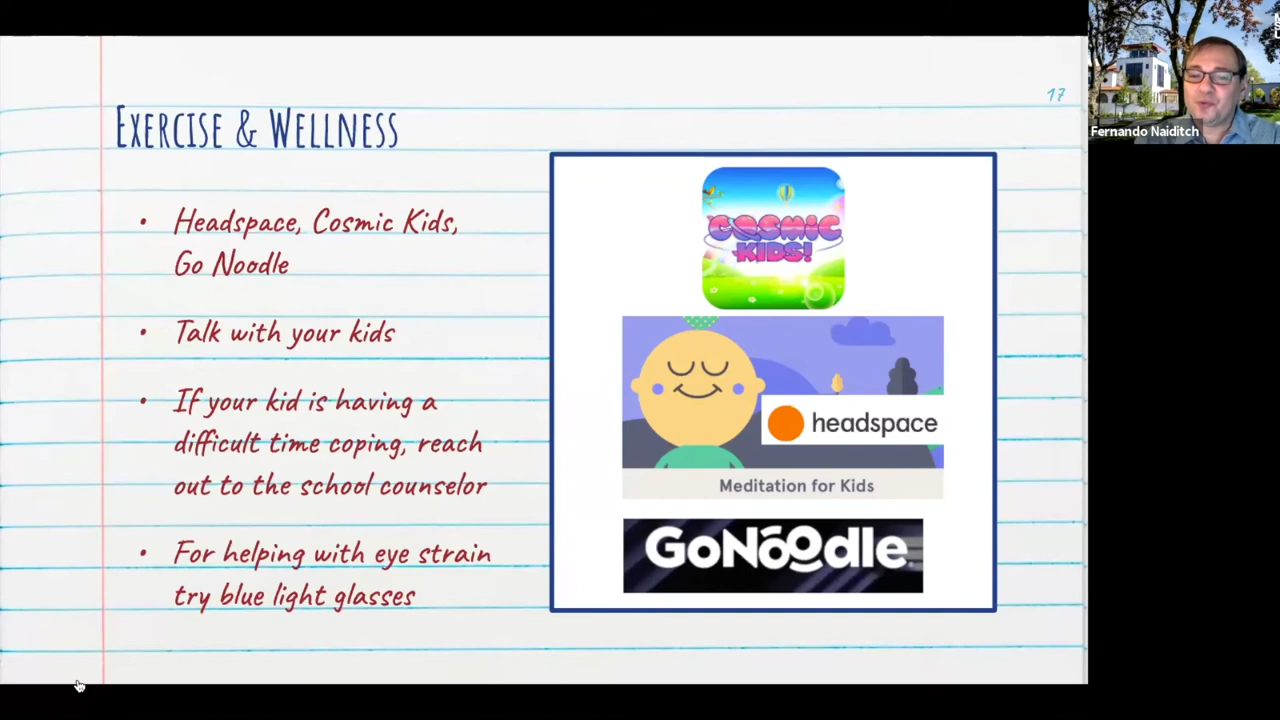 17
Exercise & Wellness
• Headspace, Cosmic Kids,
Go Noodle
• Talk with your kids
• If your kid is having a
difficult time coping, reach
out to the school counselor
• For helping with eye strain
try blue light glasses
COSMIC
KIDS!
headspace
Meditation for Kids
GoNoodle
Fernando Naiditch